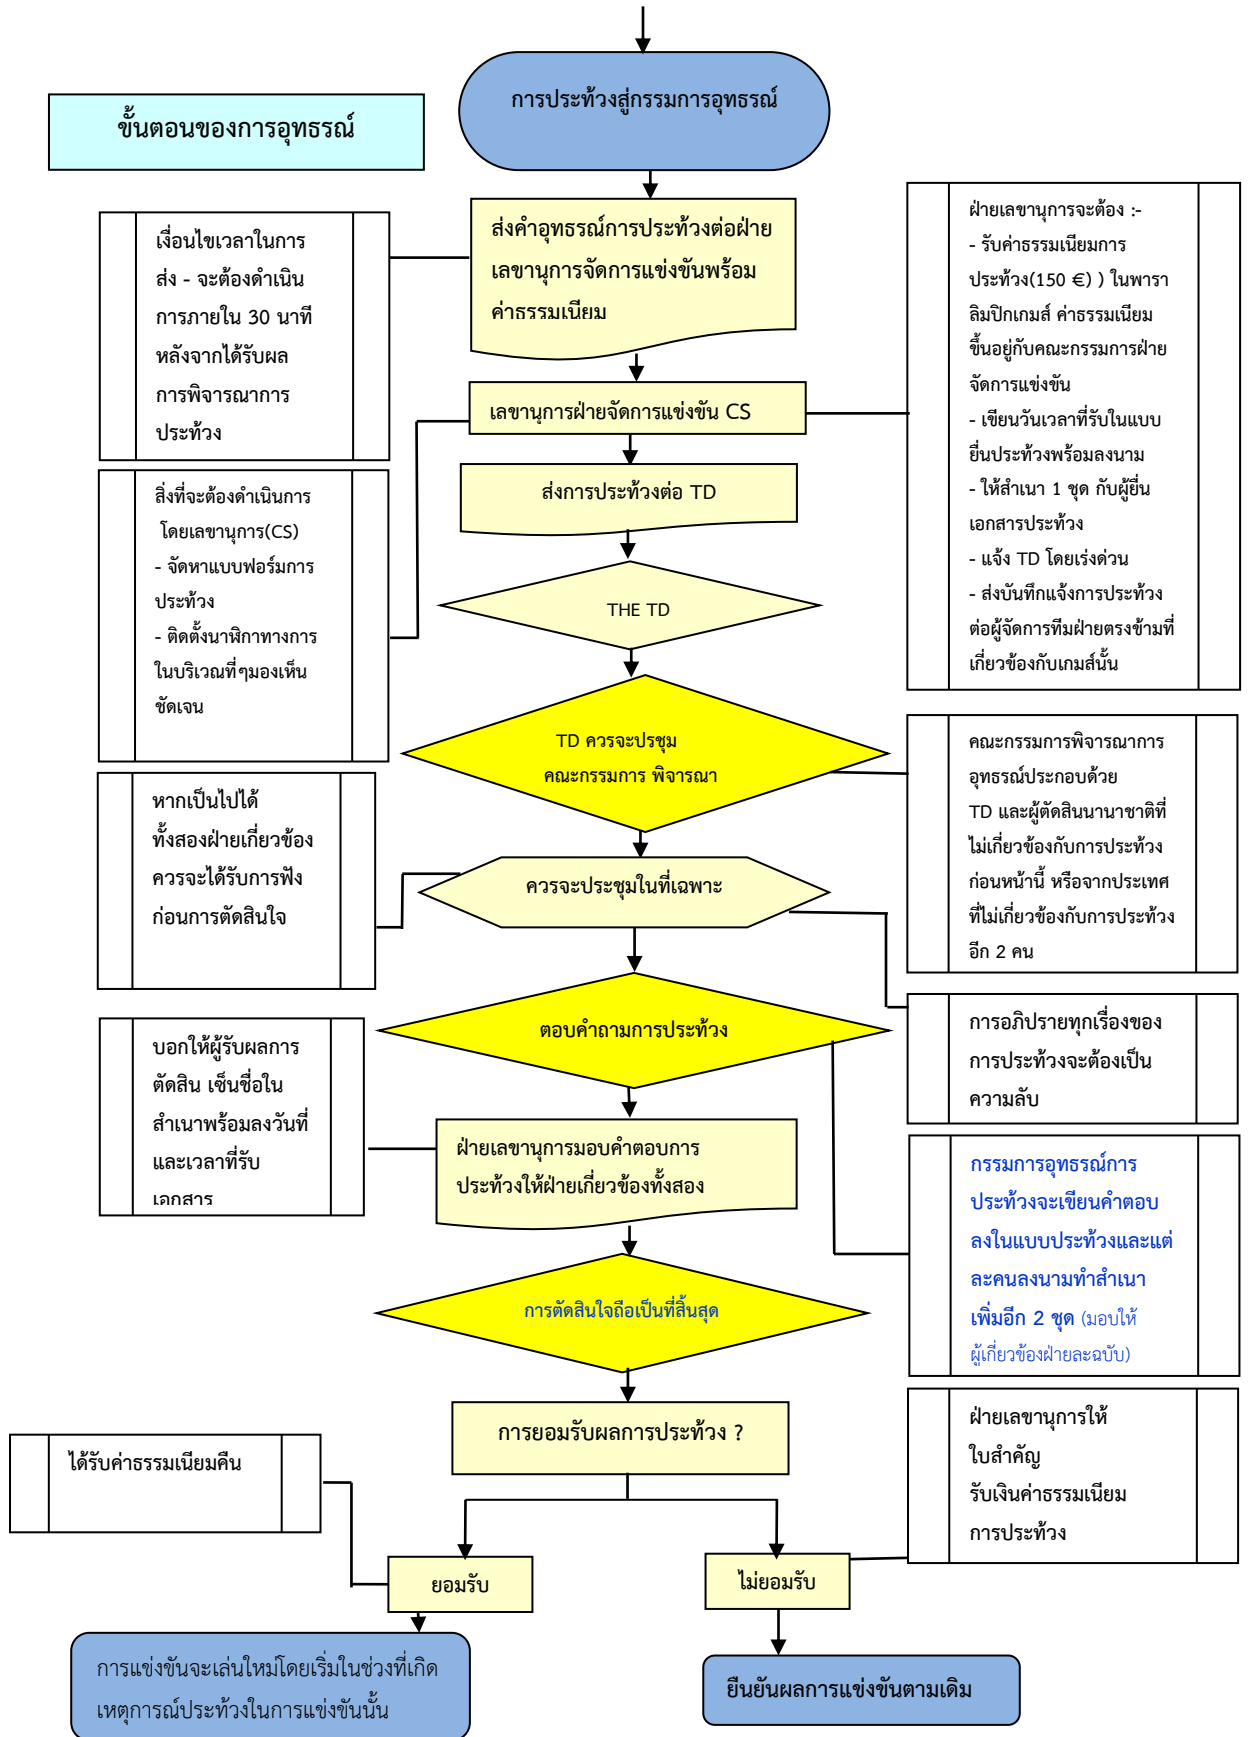 การประท้วงสู่กรรมการอุทธรณ์
ขั้นตอนของการอุทธรณ์
ส่งคำอุทธรณ์การประท้วงต่อฝ่าย
เลขานุการจัดการแข่งขันพร้อม
ค่าธรรมเนียม
เงื่อนไขเวลาในการ
ส่ง - จะต้องดำเนิน
การภายใน 30 นาที
หลังจากได้รับผล
การพิจารณาการ
ประท้วง
ฝ่ายเลขานุการจะต้อง :-
- รับค่าธรรมเนียมการ
ประท้วง(150 €) ) ในพารา
ลิมปิกเกมส์ ค่าธรรมเนียม
ขึ้นอยู่กับคณะกรรมการฝ่าย
จัดการแข่งขัน
- เขียนวันเวลาที่รับในแบบ
ยื่นประท้วงพร้อมลงนาม
- ให้สำเนา 1 ชุด กับผู้ยื่น
เอกสารประท้วง
- แจ้ง TD โดยเร่งด่วน
- ส่งบันทึกแจ้งการประท้วง
ต่อผู้จัดการทีมฝ่ายตรงข้ามที่
เกี่ยวข้องกับเกมส์นั้น
เลขานุการฝ่ายจัดการแข่งขัน CS
ส่งการประท้วงต่อ TD
สิ่งที่จะต้องดำเนินการ
โดยเลขานุการ(CS)
- จัดหาแบบฟอร์มการ
ประท้วง
- ติดตั้งนาฬิกาทางการ
ในบริเวณที่ๆมองเห็น
ชัดเจน
THE TD
TD ควรจะปรชุม
คณะกรรมการ พิจารณา
คณะกรรมการพิจารณาการ
อุทธรณ์ประกอบด้วย
TD และผู้ตัดสินนานาชาติที่
ไม่เกี่ยวข้องกับการประท้วง
ก่อนหน้านี้ หรือจากประเทศ
ที่ไม่เกี่ยวข้องกับการประท้วง
อีก 2 คน
หากเป็นไปได้
ทั้งสองฝ่ายเกี่ยวข้อง
ควรจะได้รับการฟัง
ก่อนการตัดสินใจ
ควรจะประชุมในที่เฉพาะ
การอภิปรายทุกเรื่องของ
การประท้วงจะต้องเป็น
ความลับ
ตอบคำถามการประท้วง
บอกให้ผู้รับผลการ
ตัดสิน เซ็นชื่อใน
สำเนาพร้อมลงวันที่
และเวลาที่รับ
เอกสาร
ฝ่ายเลขานุการมอบคำตอบการ
ประท้วงให้ฝ่ายเกี่ยวข้องทั้งสอง
กรรมการอุทธรณ์การ
ประท้วงจะเขียนคำตอบ
ลงในแบบประท้วงและแต่
ละคนลงนามทำสำเนา
เพิ่มอีก 2 ชุด (มอบให้
ผู้เกี่ยวข้องฝ่ายละฉบับ)
การตัดสินใจถือเป็นที่สิ้นสุด
การยอมรับผลการประท้วง ?
ฝ่ายเลขานุการให้
ใบสำคัญ
รับเงินค่าธรรมเนียม
การประท้วง
ได้รับค่าธรรมเนียมคืน
ยอมรับ
ไม่ยอมรับ
การแข่งขันจะเล่นใหม่โดยเริ่มในช่วงที่เกิด
เหตุการณ์ประท้วงในการแข่งขันนั้น
ยืนยันผลการแข่งขันตามเดิม